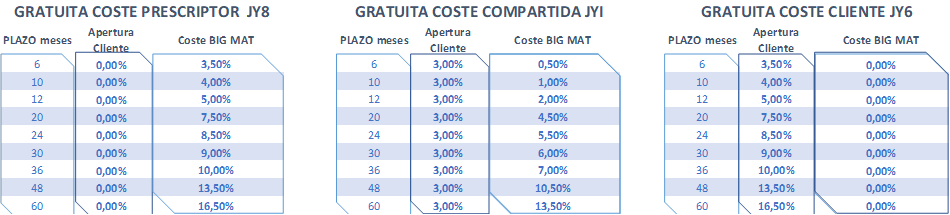 GRATUITA COSTE PRESCRIPTOR JY8
PLAZO meses Apertura Cliente Coste BIG MAT
6 0,00% 3,50%
10 0,00% 4,00%
12 0,00% 5,00%
20 0,00% 7,50%
24 0,00% 8,50%
30 0,00% 9,00%
36 0,00% 10,00%
48 0,00% 13,50%
60 0,00% 16,50%
GRATUITA COSTE COMPARTIDA JYI
PLAZO meses Apertura Cliente Coste BIG MAT
6 3,00% 0,50%
10 3,00% 1,00%
12 3,00% 2,00%
20 3,00% 4,50%
24 3,00% 5,50%
30 3,00% 6,00%
36 3,00% 7,00%
48 3,00% 10,50%
60 3,00% 13,50%
GRATUITA COSTE CLIENTE JY6
PLAZO meses Apertura Cliente Coste BIG MAT
6 3,50% 0,00%
10 4,00% 0,00%
12 5,00% 0,00%
20 7,50% 0,00%
24 8,50% 0,00%
30 9,00% 0,00%
36 10,00% 0,00%
48 13,50% 0,00%
60 16,50% 0,00%